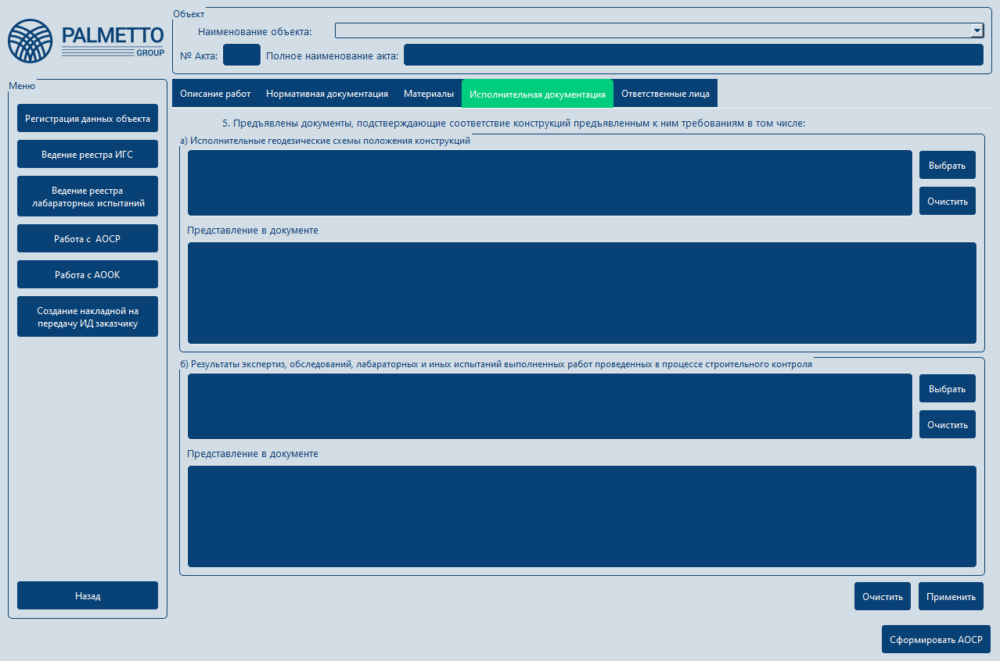 PALMETTO
GROUP
Объект
Наименование объекта:
№ Акта:
Полное наименование акта:
Меню
Регистрация данных объекта
Ведение реестра ИГС
Ведение реестра
лабараторных испытаний
Работа с  АОСР
Работа с АООК
Создание накладной на
передачу ИД заказчику
Назад
Описание работ
Нормативная документация
Материалы
Исполнительная документация
Ответственные лица
5. Предъявлены документы, подстверждающие соответствие конструкций предъявленным к ним требованиям в том числе:
а) Исполнительные геодезические схемы положения конструкций
Выбрать
Очистить
Представление в документе
б) Результаты экспертиз, обследований, лабараторных и иных испытаний выполненных работ проведенных в процессе строительного контроля
Выбрать
Очистить
Представление в документе
Очистить
Применить
Сформировать АОСР